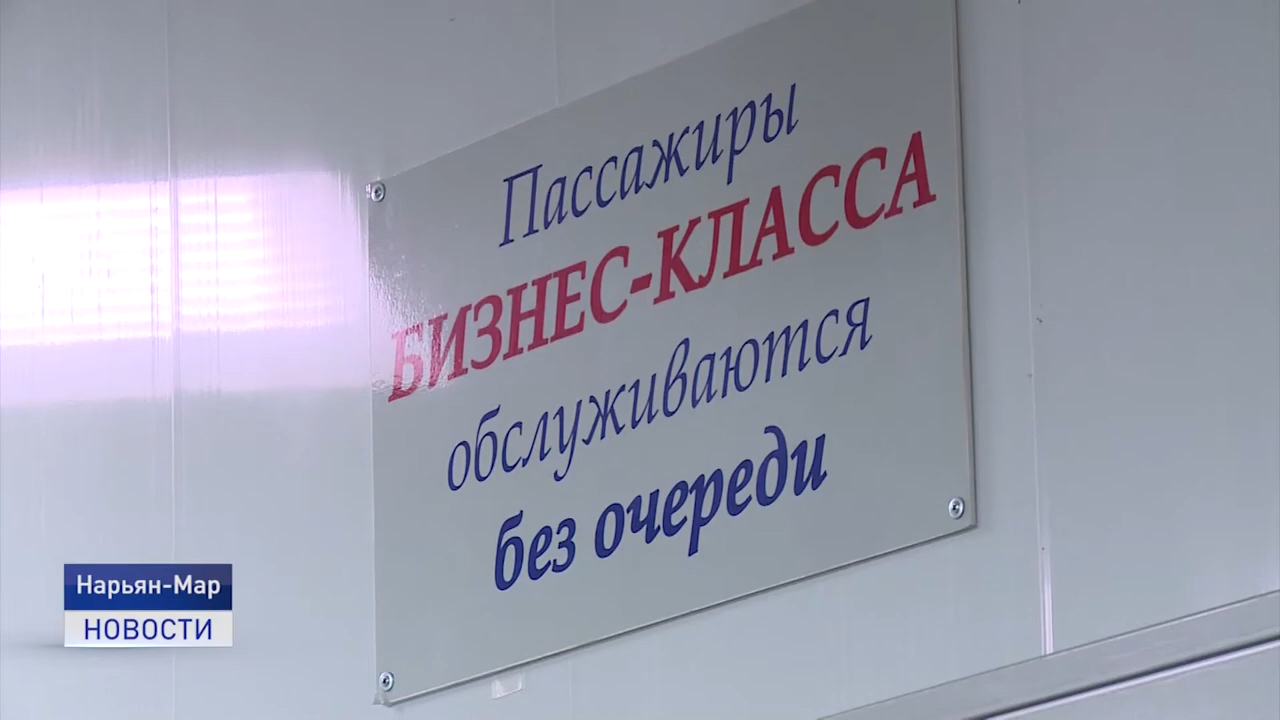 Пассажиры
БИЗНЕС-КЛАССА
обслуживаются
без очереди
Нарьян-Мар
НОВОСТИ